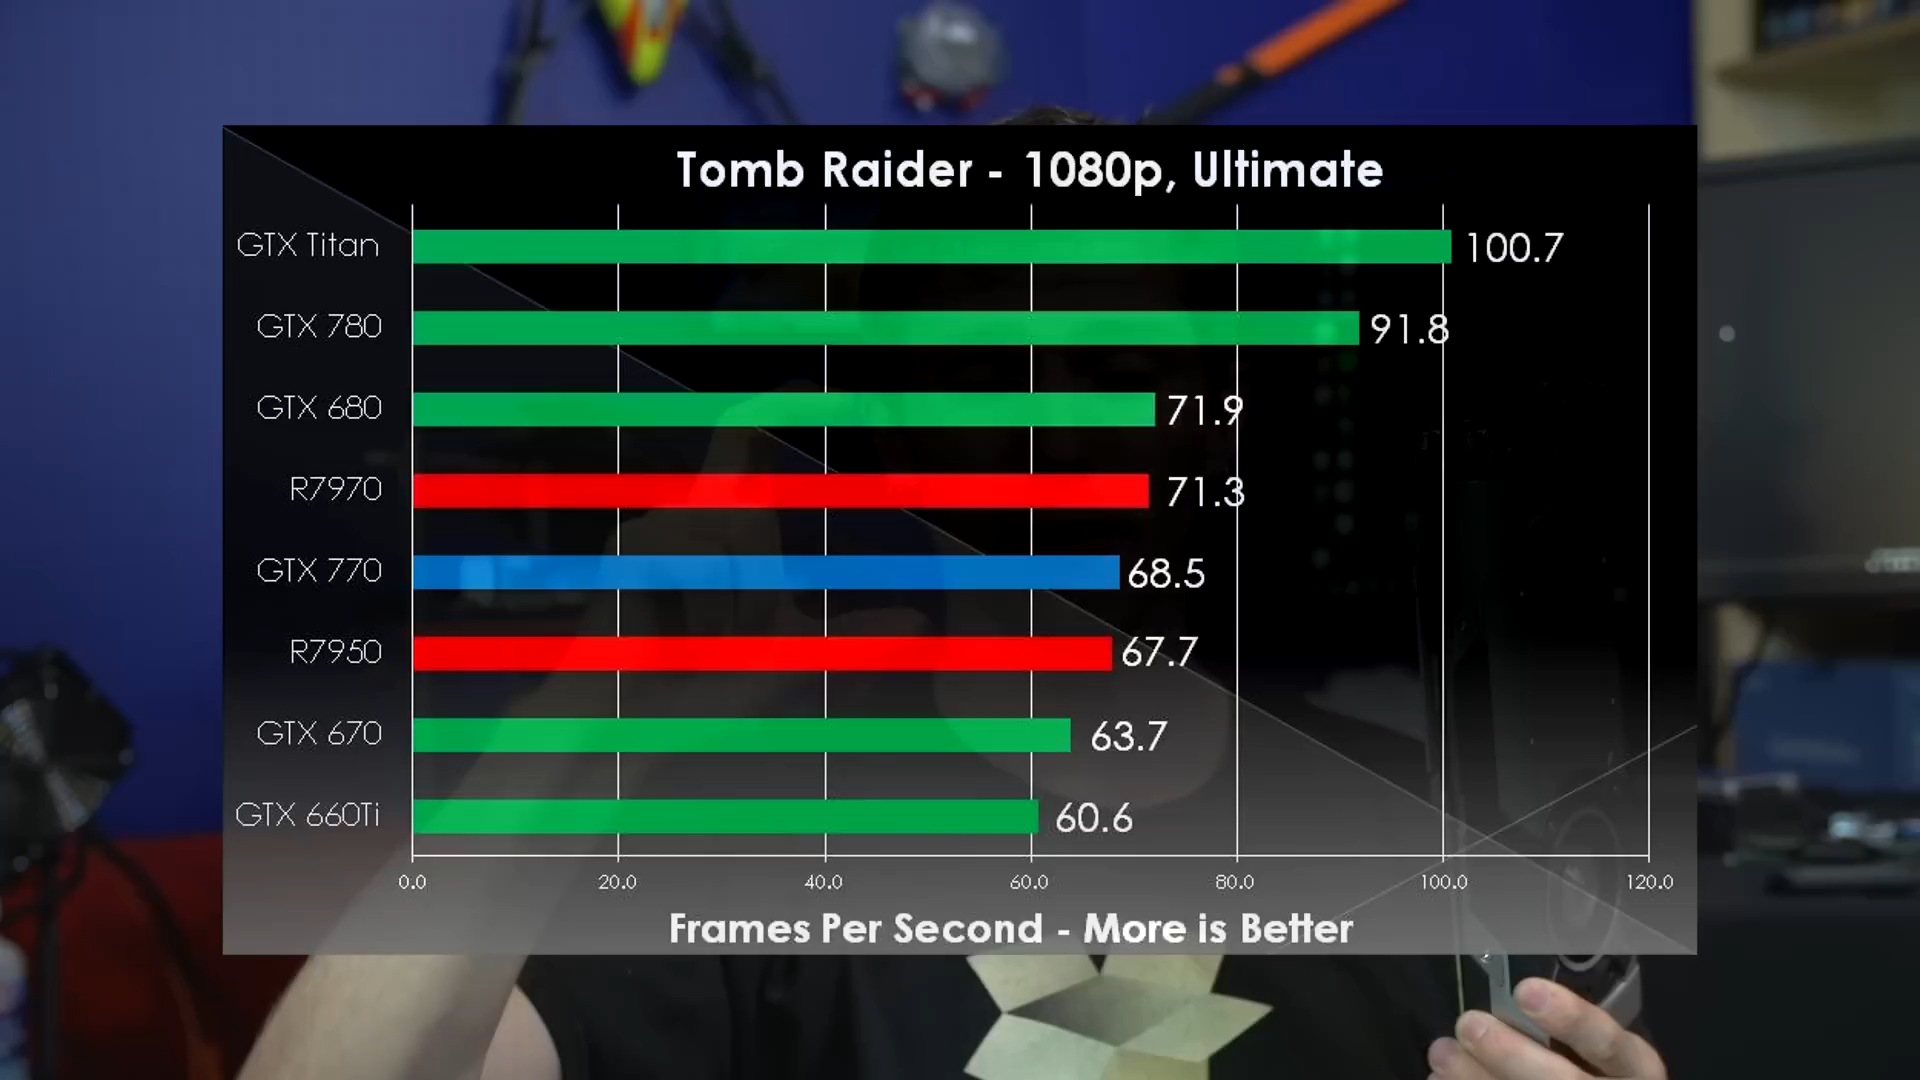 Tomb Raider - 1080p, Ultimate
GTX Titan 100.7
GTX 780 91.8
GTX 680 71.9
R7970 71.3
GTX 770 68.5
R7950 67.7
GTX 670 63.7
GTX 660Ti 60.6
0.0 20.0 40.0 60.0 80.0 100.0 120.0
Frames Per Second - More is Better